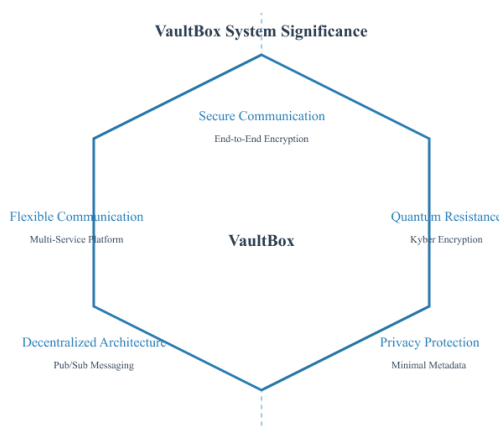 VaultBox System Significance
Secure Communication
End-to-End Encryption
Flexible Communication
Multi-Service Platform
Quantum Resistance
Kyber Encryption
VaultBox
Decentralized Architecture
Pub/Sub Messaging
Privacy Protection
Minimal Metadata